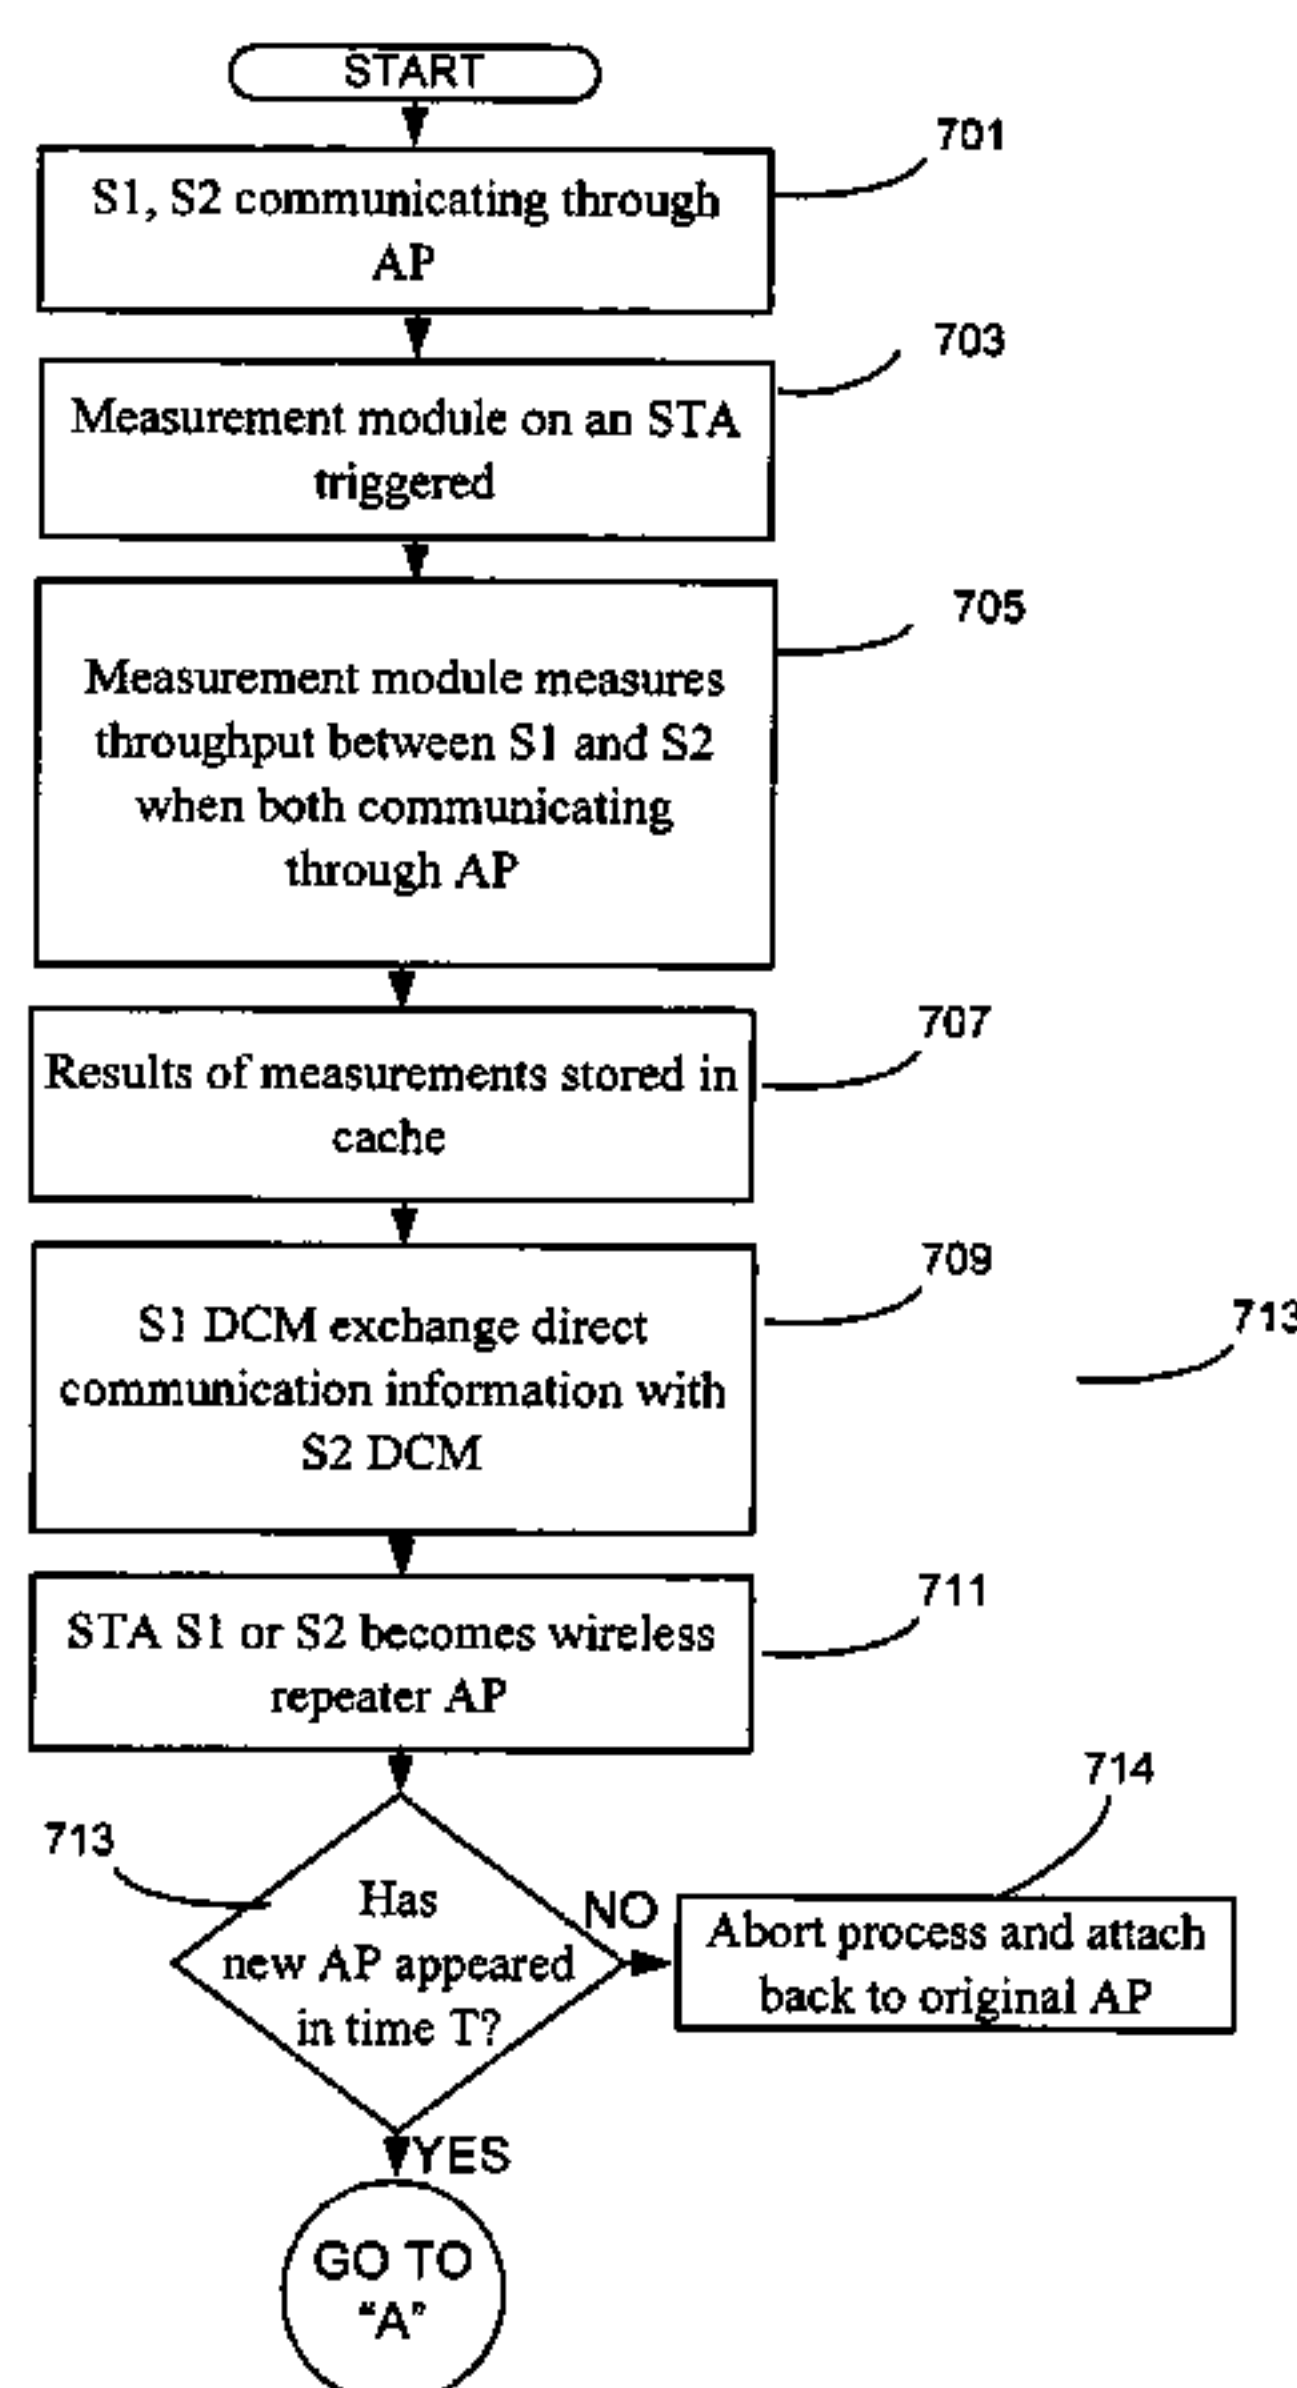 START
701
S1, S2 communicating through
AP
703
Measurement module on an STA
triggered
705
Measurement module measures
throughput between S1 and S2
when both communicating
through AP
707
Results of measurements stored in
cache
709
713
S1 DCM exchange direct
communication information with
S2 DCM
711
STA S1 or S2 becomes wireless
repeater AP
714
713
Has
new AP appeared
in time T?
NO
Abort process and attach
back to original AP
YES
GO TO
“A”